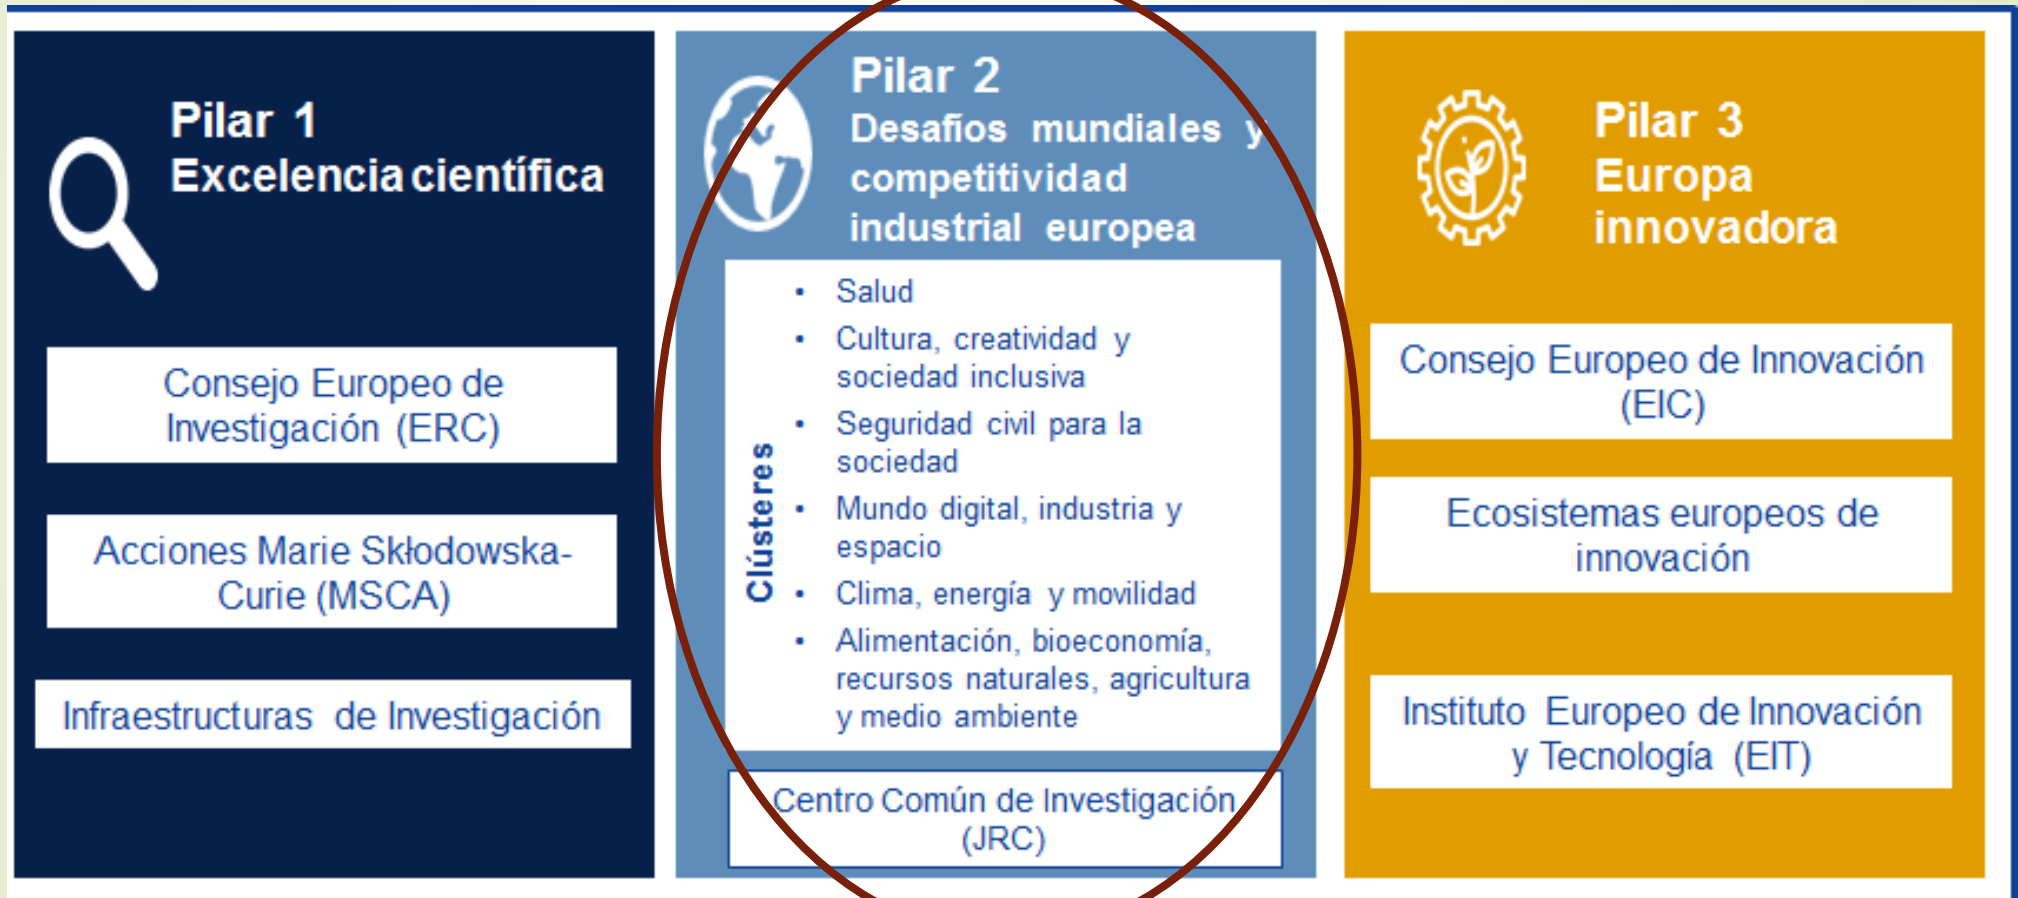 Pilar 1
Excelencia científica
Consejo Europeo de
Investigación (ERC)
Acciones Marie Skłodowska-
Curie (MSCA)
Infraestructuras de Investigación
Pilar 2
Desafíos mundiales y
competitividad
industrial europea
Clústeres
• Salud
• Cultura, creatividad y
sociedad inclusiva
• Seguridad civil para la
sociedad
• Mundo digital, industria y
espacio
• Clima, energía y movilidad
• Alimentación, bioeconomía,
recursos naturales, agricultura
y medio ambiente
Centro Común de Investigación
(JRC)
Pilar 3
Europa
innovadora
Consejo Europeo de Innovación
(EIC)
Ecosistemas europeos de
innovación
Instituto Europeo de Innovación
y Tecnología (EIT)